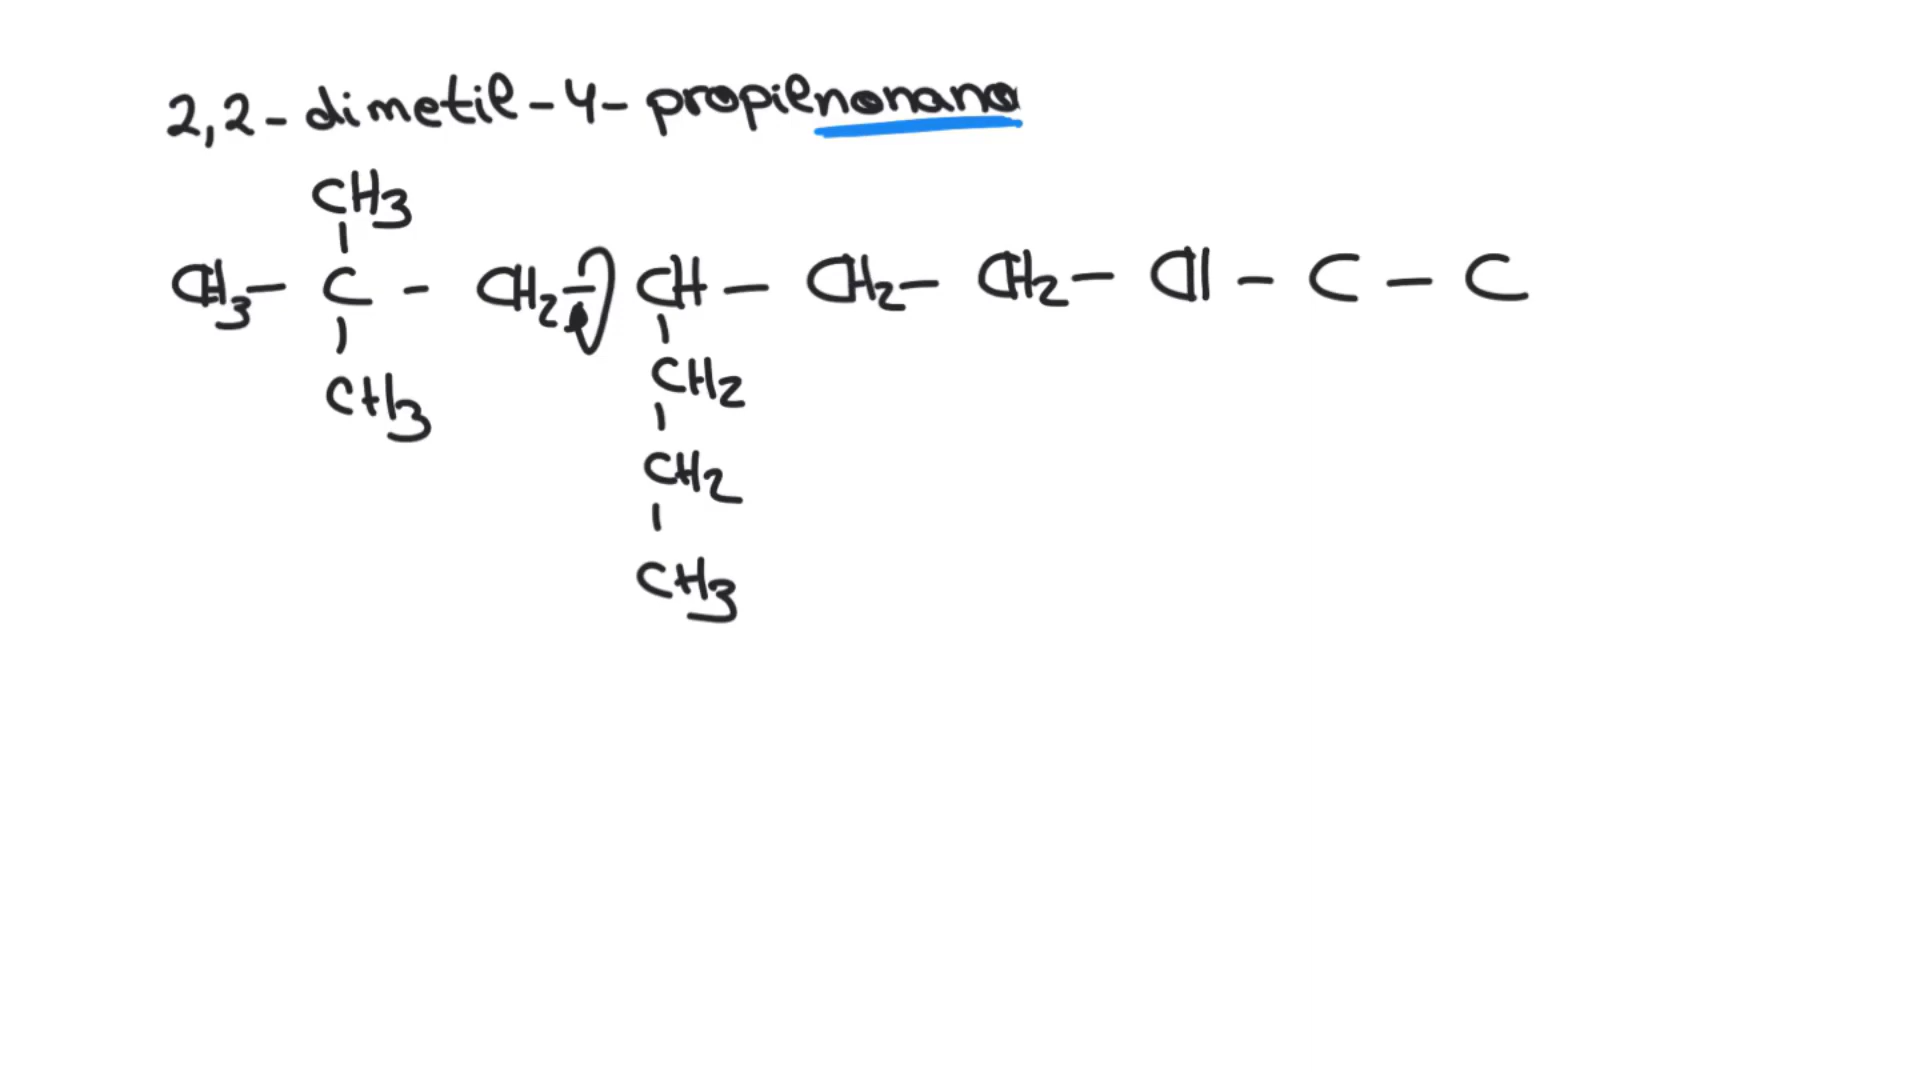 2,2-dimetil-4-propilnonano
CH3
CH3 - C - CH2 - CH - CH2 - CH2 - CH - C - C
CH3
CH2
CH2
CH3